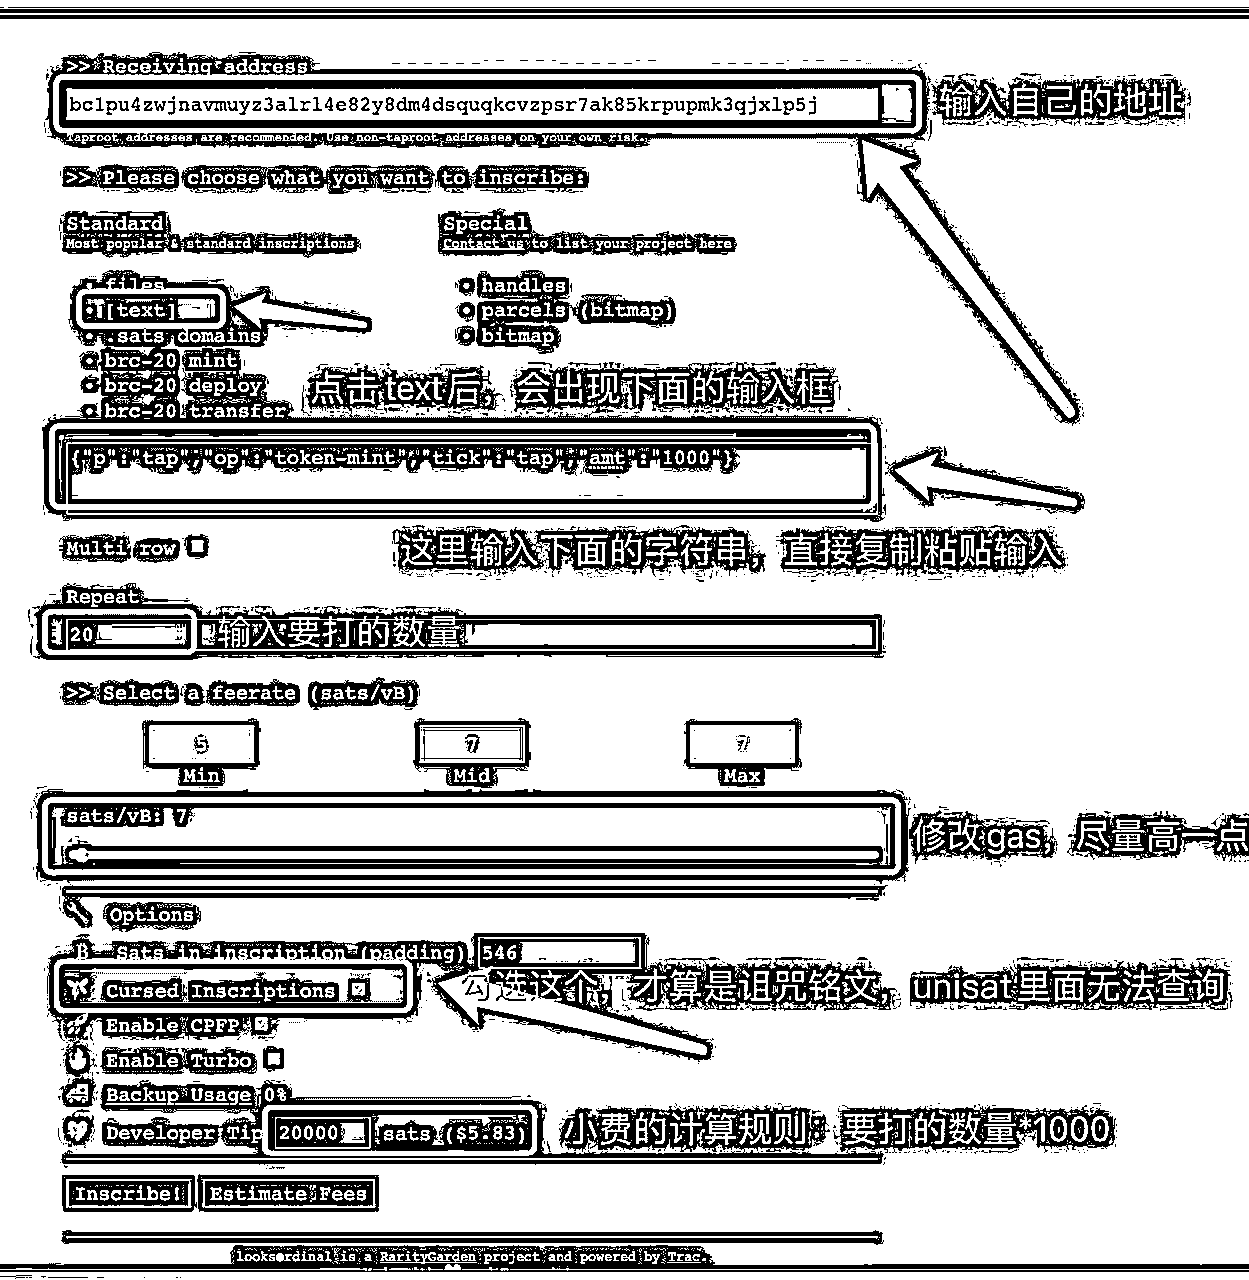 >> Receiving address
bc1pu4zwjnavmuyz3alrl4e82y8dm4dsquqkcvzpsr7ak85krpupmk3qjxlp5j
输入自己的地址
Taproot addresses are recommended. Use non-taproot addresses on your own risk.
>> Please choose what you want to inscribe:
Standard
Most popular & standard inscriptions
files
[text]
.sats domains
brc-20 mint
brc-20 deploy
brc-20 transfer
Special
Contact us to list your project here
handles
parcels (bitmap)
bitmap
点击text后，会出现下面的输入框
{"p":"tap","op":"token-mint","tick":"tap","amt":"1000"}
Multi row
这里输入下面的字符串，直接复制粘贴输入
Repeat
20 输入要打的数量
>> Select a feerate (sats/vB)
5 7 7
Min Mid Max
sats/vB: 7
修改gas，尽量高一点
Options
Sats in inscription (padding) 546
Cursed Inscriptions
勾选这个，才算是诅咒铭文，unisat里面无法查询
Enable CPFP
Enable Turbo
Backup Usage 0%
Developer Tip 20000 sats ($5.83)
小费的计算规则：要打的数量*1000
Inscribe! Estimate Fees
looksordinal is a RarityGarden project and powered by Trac.